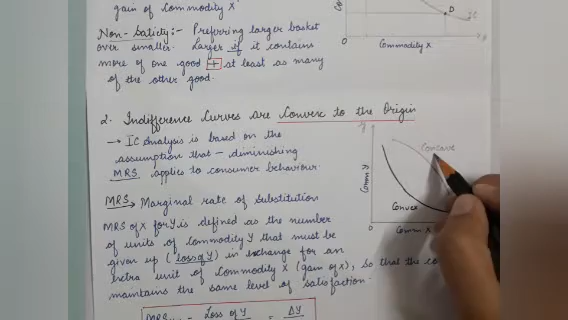 gain of Commodity X
Non-Satiety:- Preferring larger basket
over smaller. Larger if it contains
more of one good + at least as many
of the other good.
D
IC
O
Commodity X
2. Indifference Curves are Convex to the Origin
→ IC Analysis is based on the
assumption that - diminishing
MRS applies to consumer behaviour.
MRS → Marginal rate of substitution
MRS of X for Y is defined as the number
of units of commodity Y that must be
given up (loss of Y) in exchange for an
extra unit of Commodity X (gain of X), so that the co
maintains the same level of satisfaction.
MRS
Loss of Y
=
ΔY
y
Concave
Convex
Comm Y
O
Comm X